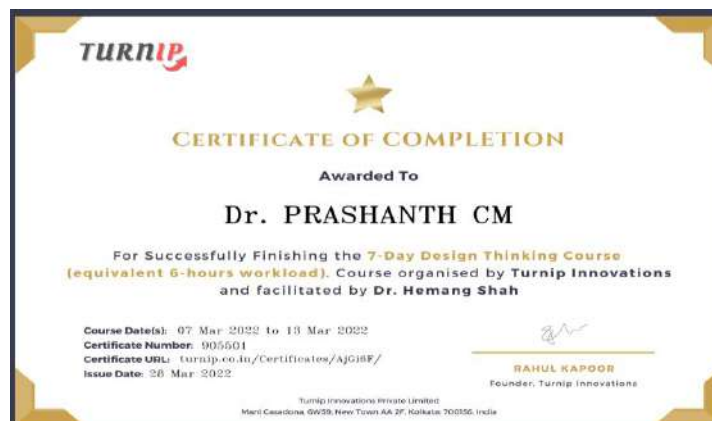 TURNIP
CERTIFICATE OF COMPLETION
Awarded To
Dr. PRASHANTH CM
For Successfully Finishing the 7-Day Design Thinking Course
(equivalent 6-hours workload). Course organised by Turnip Innovations
and facilitated by Dr. Hemang Shah
Course Date(s): 07 Mar 2022 to 13 Mar 2022
Certificate Number: 905501
Certificate URL: turnip.co.in/Certificates/AjGi6F/
Issue Date: 28 Mar 2022
RAHUL KAPOOR
Founder, Turnip Innovations
Turnip Innovations Private Limited
Mani Casadona, 6W39, New Town AA 2F, Kolkata 700156, India